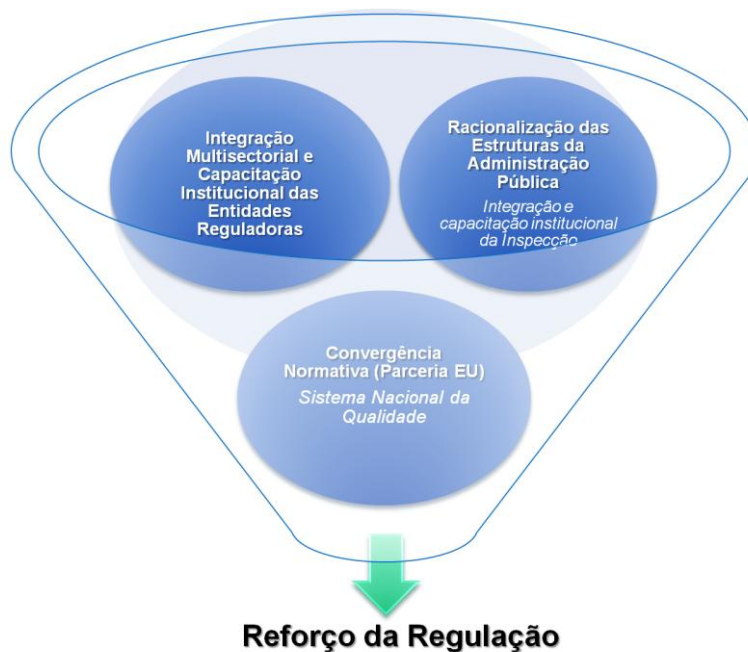 Integração
Multisectorial e
Capacitação
Institucional das
Entidades
Reguladoras
Racionalização das
Estruturas da
Administração
Pública
Integração e
capacitação institucional
da Inspecção
Convergência
Normativa (Parceria EU)
Sistema Nacional da
Qualidade
Reforço da Regulação